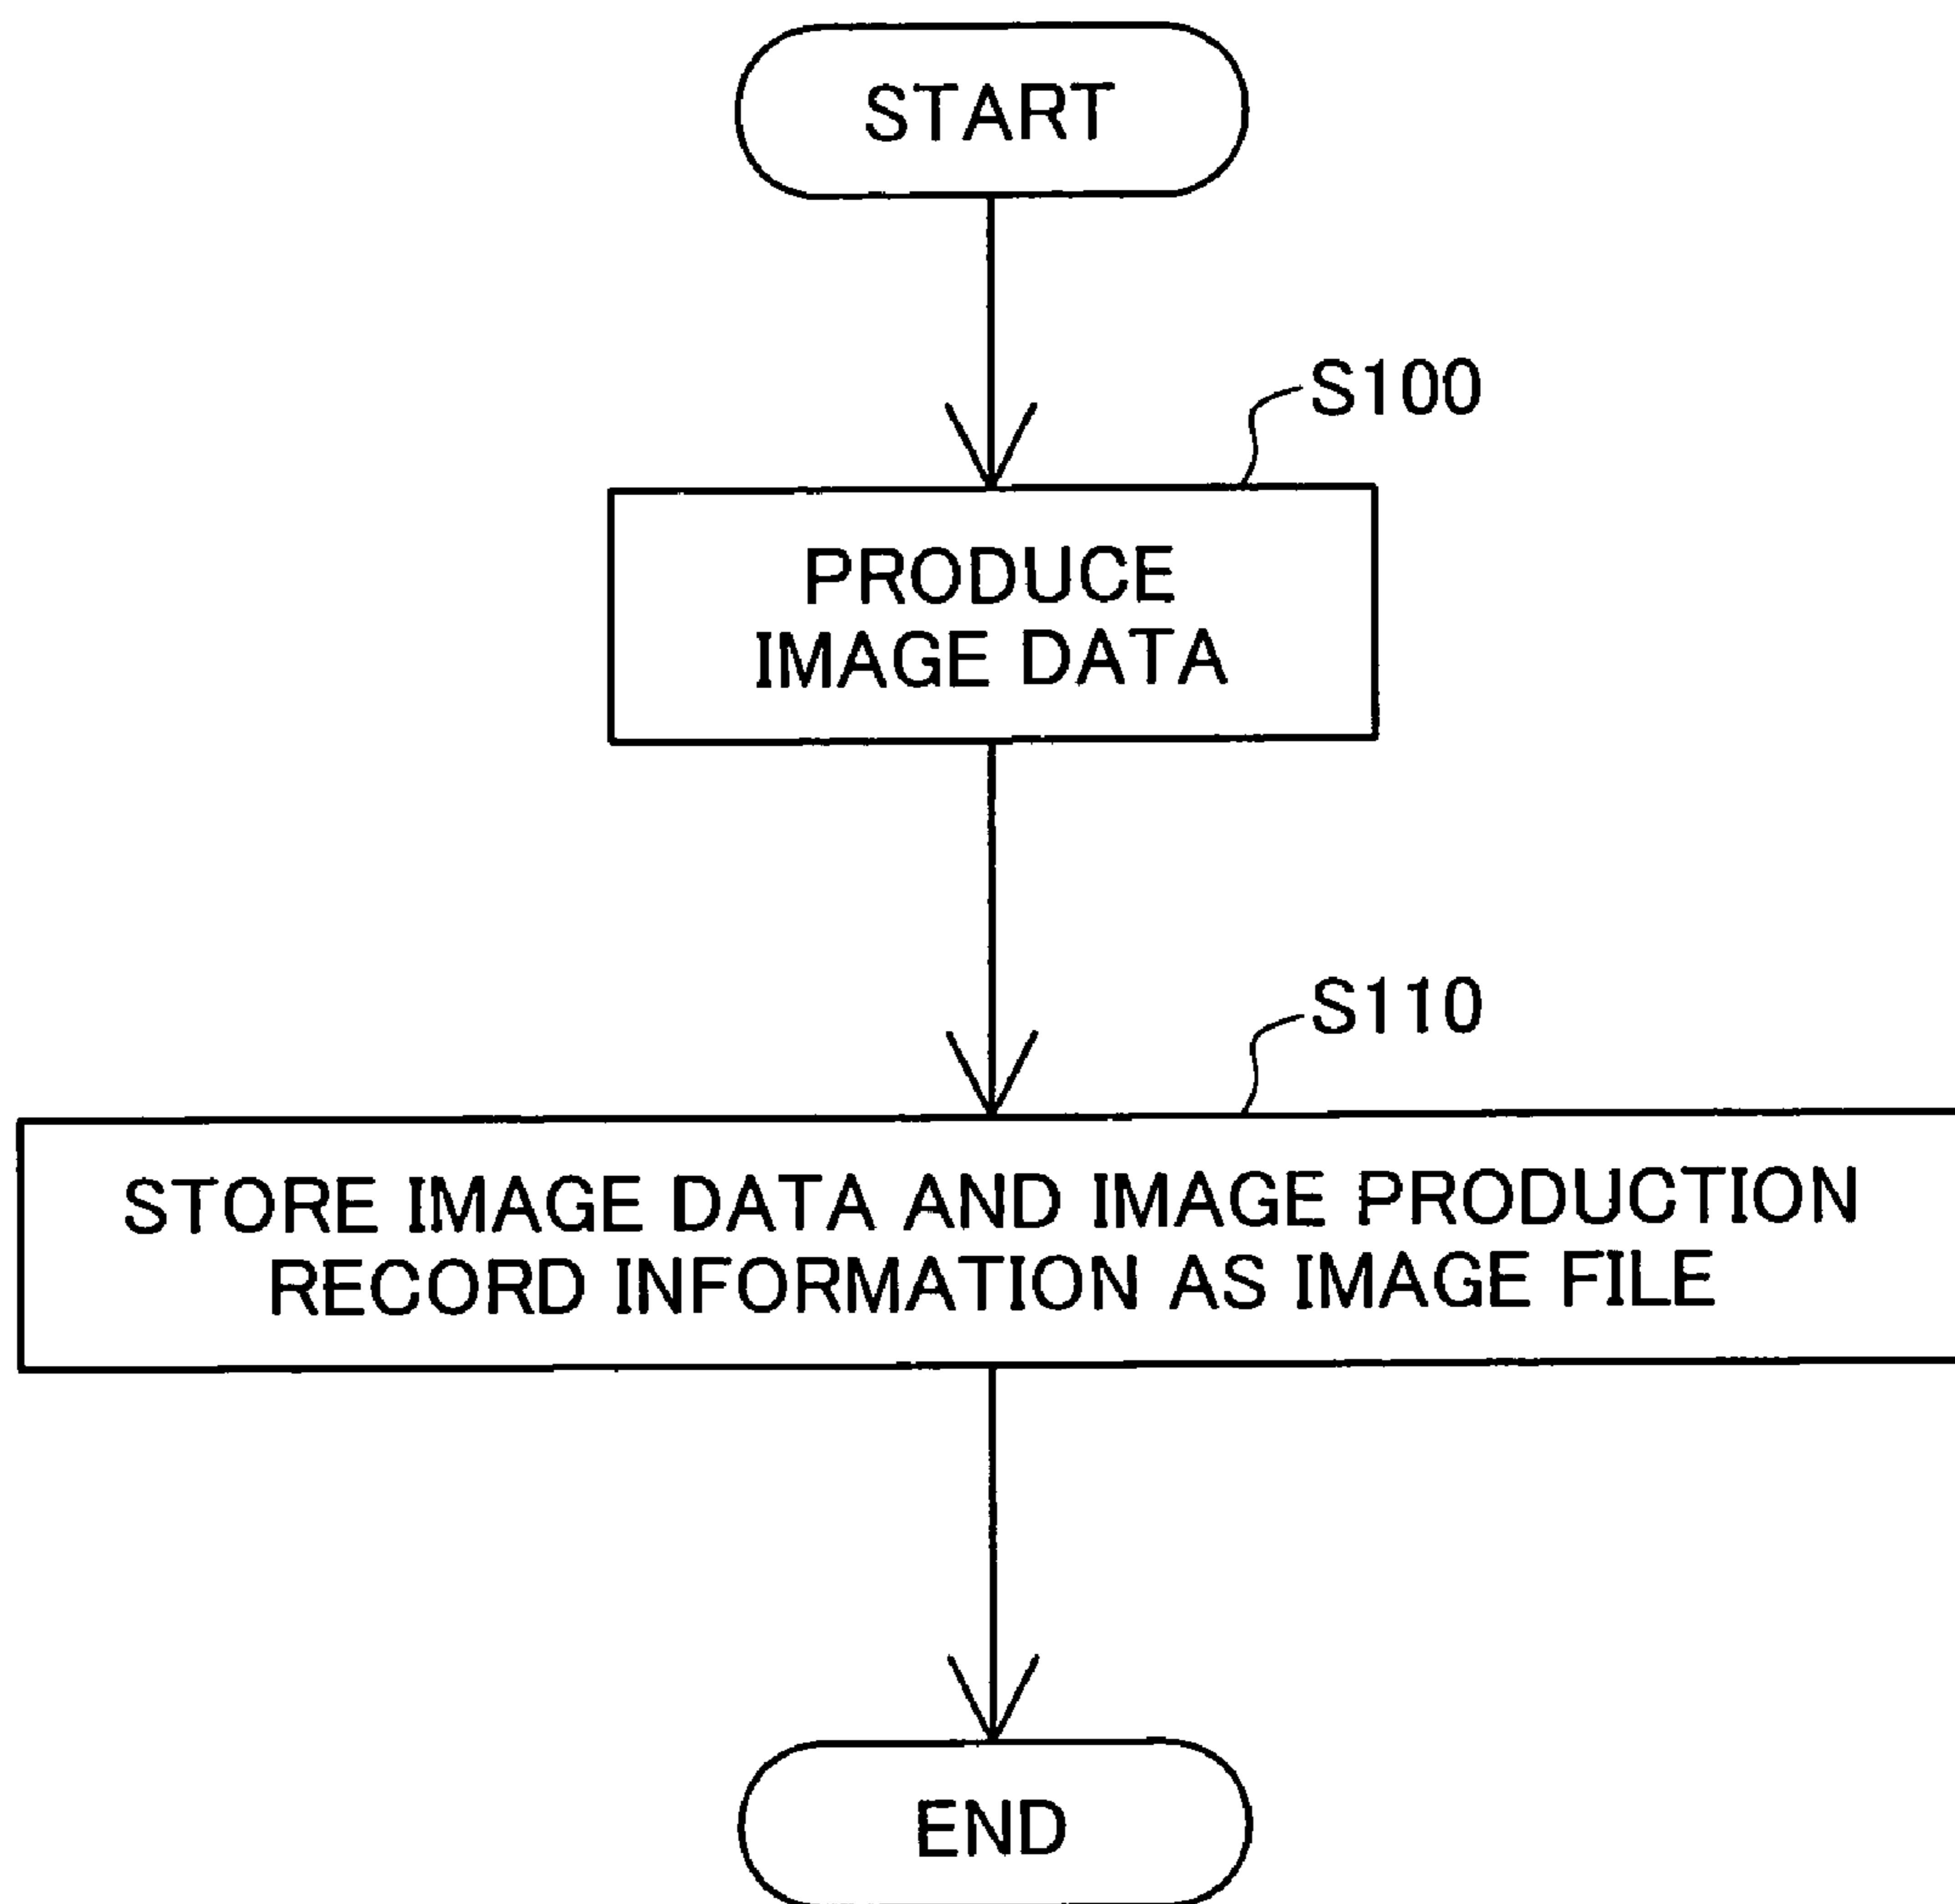 START
S100
PRODUCE
IMAGE DATA
S110
STORE IMAGE DATA AND IMAGE PRODUCTION
RECORD INFORMATION AS IMAGE FILE
END